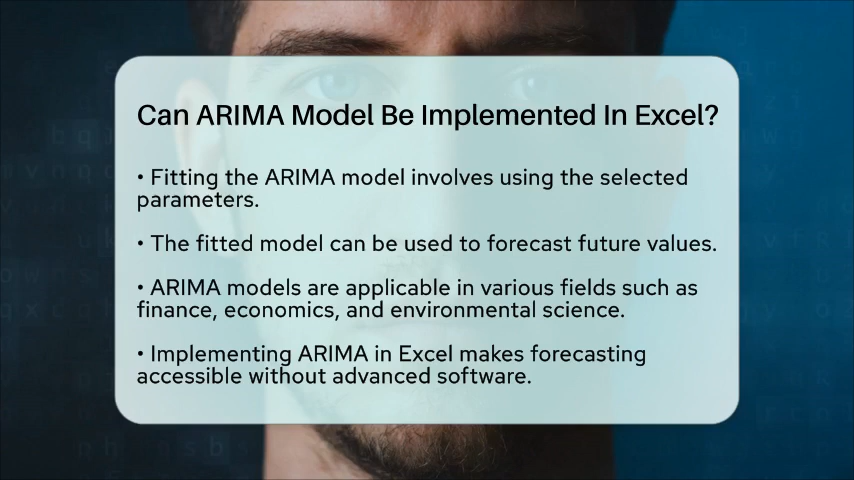 Can ARIMA Model Be Implemented In Excel?
• Fitting the ARIMA model involves using the selected
parameters.
• The fitted model can be used to forecast future values.
• ARIMA models are applicable in various fields such as
finance, economics, and environmental science.
• Implementing ARIMA in Excel makes forecasting
accessible without advanced software.